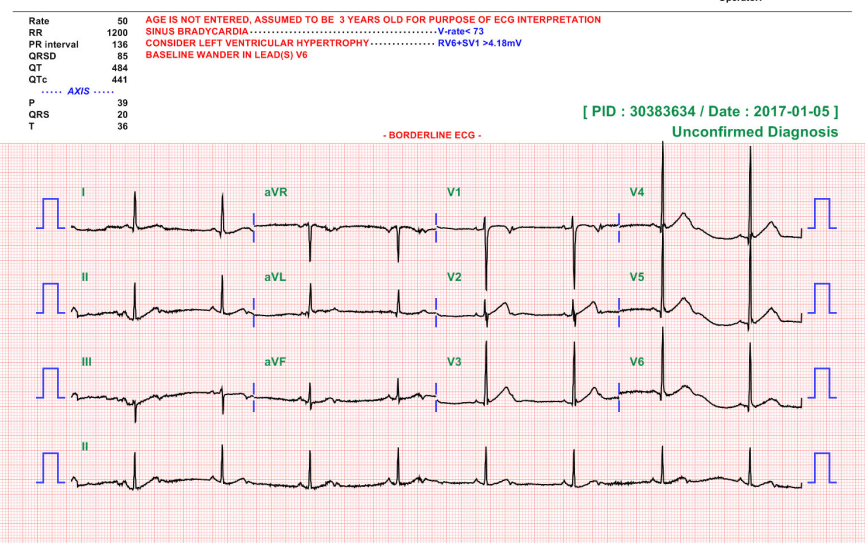 Rate 50 AGE IS NOT ENTERED, ASSUMED TO BE 3 YEARS OLD FOR PURPOSE OF ECG INTERPRETATION
RR 1200 SINUS BRADYCARDIA V-rate< 73
PR interval 136 CONSIDER LEFT VENTRICULAR HYPERTROPHY RV6+SV1 >4.18mV
QRSD 85 BASELINE WANDER IN LEAD(S) V6
QT 484
QTc 441
AXIS
P 39
QRS 20
T 36
[ PID : 30383634 / Date : 2017-01-05 ]
- BORDERLINE ECG - Unconfirmed Diagnosis
I aVR V1 V4
II aVL V2 V5
III aVF V3 V6
II